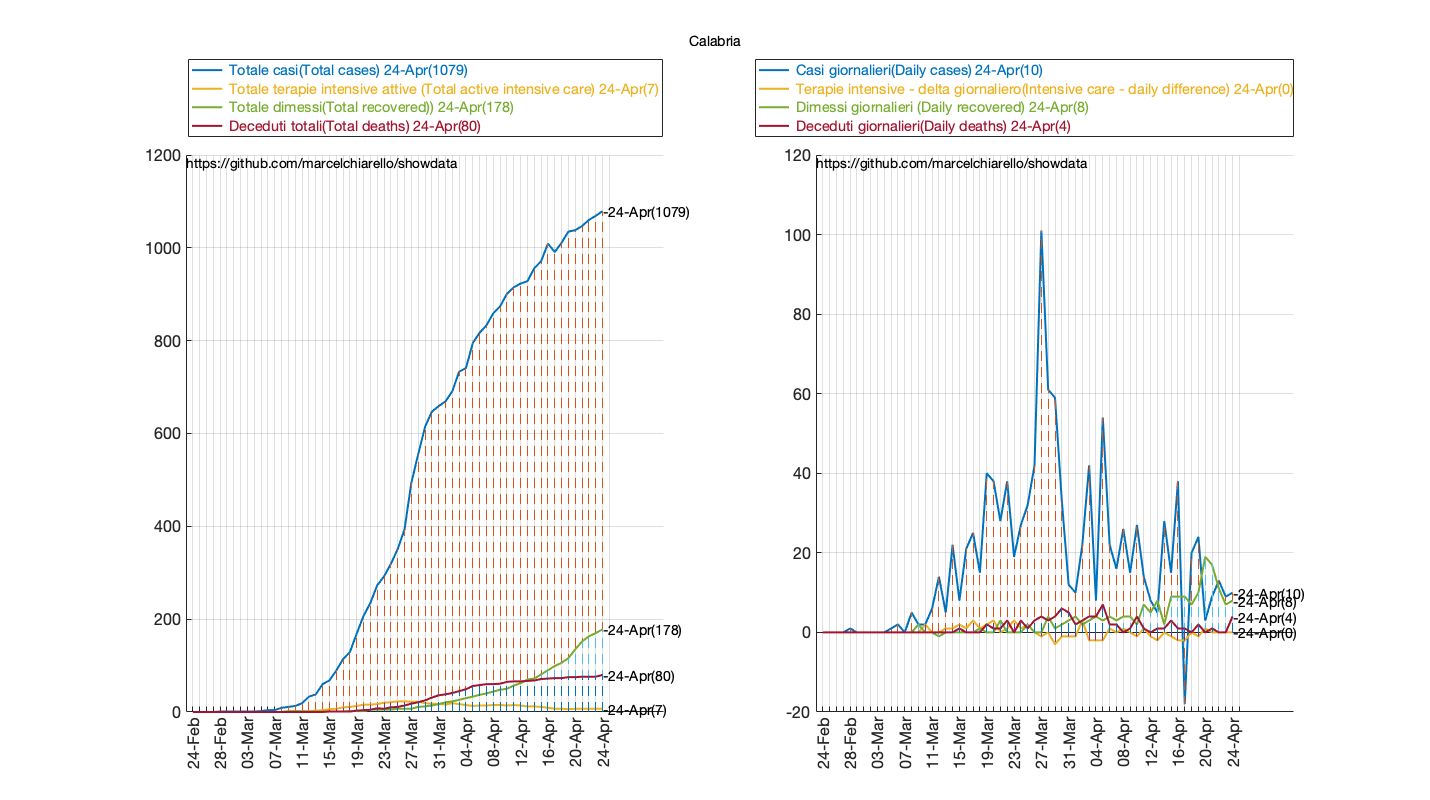 Calabria
Totale casi(Total cases) 24-Apr(1079)
Totale terapie intensive attive (Total active intensive care) 24-Apr(7)
Totale dimessi(Total recovered)) 24-Apr(178)
Deceduti totali(Total deaths) 24-Apr(80)
https://github.com/marcelchiarello/showdata
1200
1000
800
600
400
200
0
-24-Apr(1079)
-24-Apr(178)
-24-Apr(80)
-24-Apr(7)
24-Feb
28-Feb
03-Mar
07-Mar
11-Mar
15-Mar
19-Mar
23-Mar
27-Mar
31-Mar
04-Apr
08-Apr
12-Apr
16-Apr
20-Apr
24-Apr
Casi giornalieri(Daily cases) 24-Apr(10)
Terapie intensive - delta giornaliero(Intensive care - daily difference) 24-Apr(0)
Dimessi giornalieri (Daily recovered) 24-Apr(8)
Deceduti giornalieri(Daily deaths) 24-Apr(4)
https://github.com/marcelchiarello/showdata
120
100
80
60
40
20
0
-20
-24-Apr(10)
-24-Apr(8)
-24-Apr(4)
-24-Apr(0)
24-Feb
28-Feb
03-Mar
07-Mar
11-Mar
15-Mar
19-Mar
23-Mar
27-Mar
31-Mar
04-Apr
08-Apr
12-Apr
16-Apr
20-Apr
24-Apr